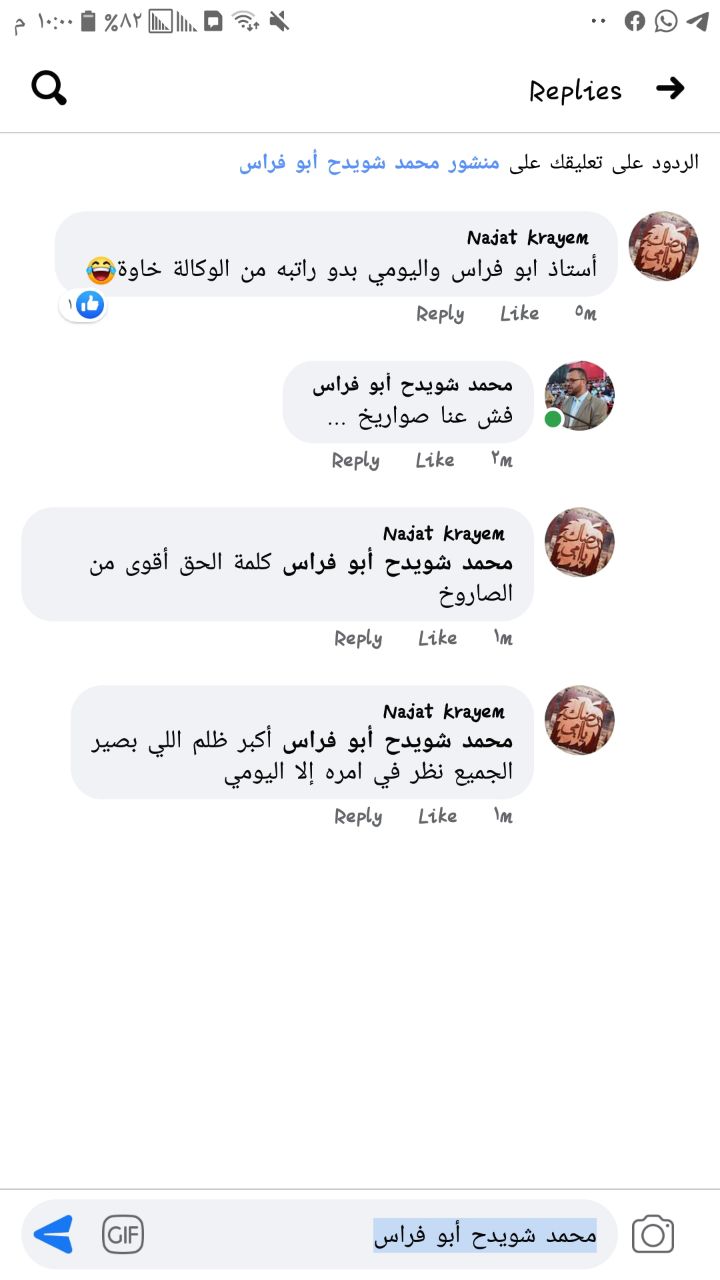 م ١٠:٠٠ %٨٢
Replies
الردود على تعليقك على منشور محمد شويدح أبو فراس
Najat krayem
أستاذ ابو فراس واليومي بدو راتبه من الوكالة خاوة😂
١
٥m Like Reply
محمد شويدح أبو فراس
فش عنا صواريخ ...
٢m Like Reply
Najat krayem
محمد شويدح أبو فراس كلمة الحق أقوى من
الصاروخ
١m Like Reply
Najat krayem
محمد شويدح أبو فراس أكبر ظلم اللي بصير
الجميع نظر في امره إلا اليومي
١m Like Reply
محمد شويدح أبو فراس
GIF